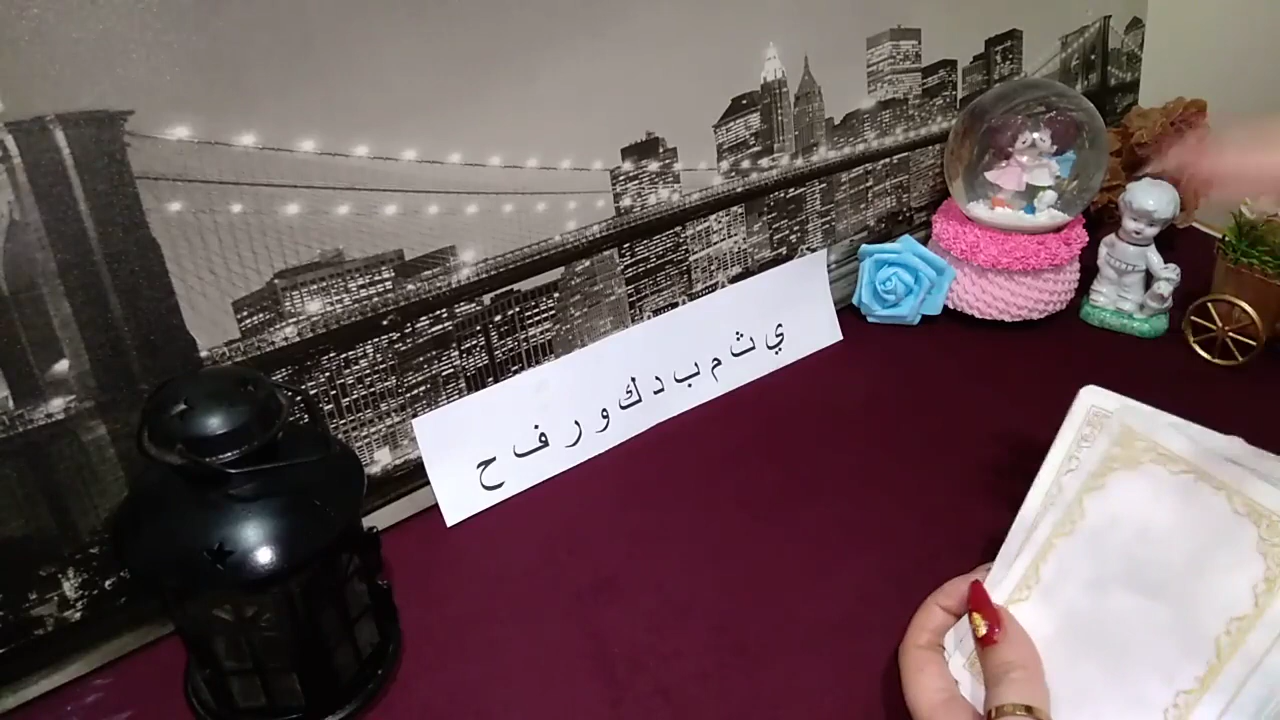 ي ث م ب د ك و ر ف ح